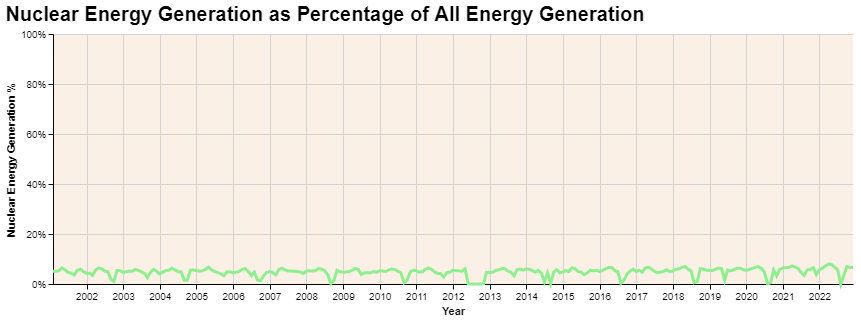 Nuclear Energy Generation as Percentage of All Energy Generation
100%
80%
60%
40%
20%
0%
Nuclear Energy Generation %
2002 2003 2004 2005 2006 2007 2008 2009 2010 2011 2012 2013 2014 2015 2016 2017 2018 2019 2020 2021 2022
Year